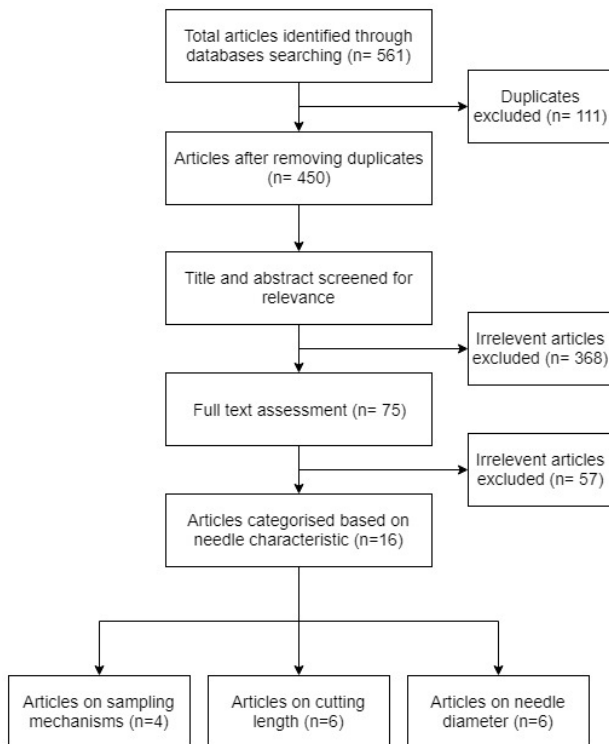 Total articles identified through
databases searching (n= 561)
Duplicates
excluded (n= 111)
Articles after removing duplicates
(n= 450)
Title and abstract screened for
relevance
Irrelevent articles
excluded (n= 368)
Full text assessment (n= 75)
Irrelevent articles
excluded (n= 57)
Articles categorised based on
needle characteristic (n=16)
Articles on sampling
mechanisms (n=4)
Articles on cutting
length (n=6)
Articles on needle
diameter (n=6)